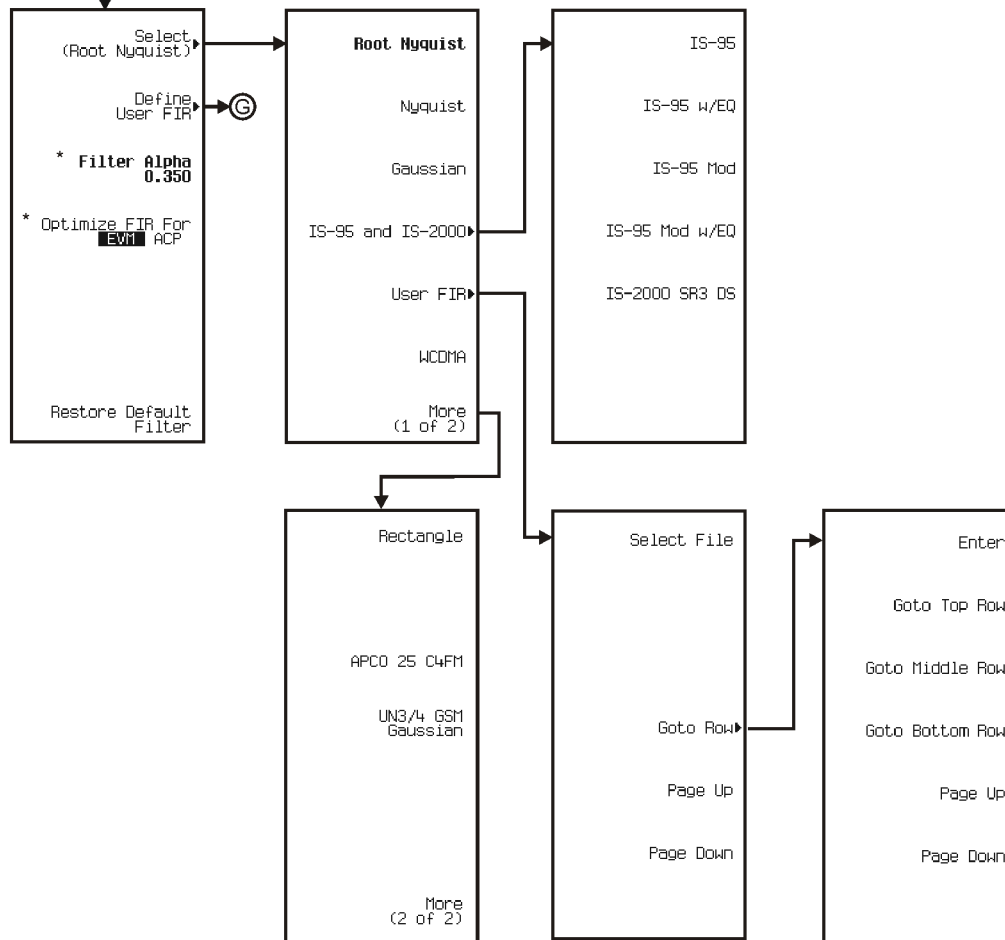 Select
(Root Nyquist)
Define
User FIR
G
* Filter Alpha
0.350
* Optimize FIR For
EVM ACP
Restore Default
Filter
Root Nyquist
Nyquist
Gaussian
IS-95 and IS-2000
User FIR
WCDMA
More
(1 of 2)
IS-95
IS-95 w/EQ
IS-95 Mod
IS-95 Mod w/EQ
IS-2000 SR3 DS
Rectangle
APCO 25 C4FM
UN3/4 GSM
Gaussian
More
(2 of 2)
Select File
Goto Row
Page Up
Page Down
Enter
Goto Top Row
Goto Middle Row
Goto Bottom Row
Page Up
Page Down